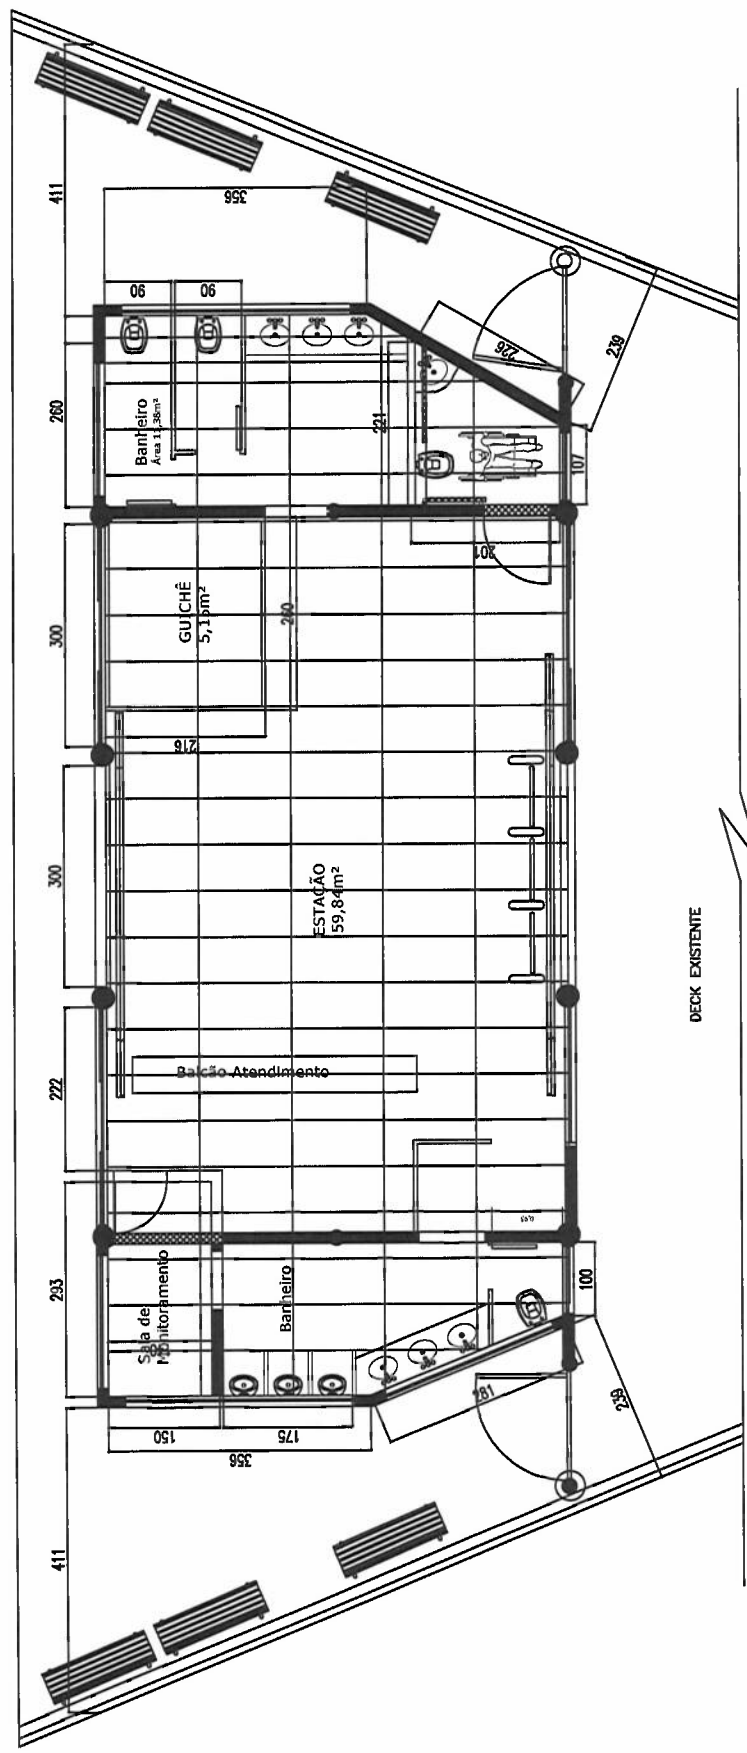 411
356
90
90
226
239
260
Banheiro
Área 11,38m²
221
107
201
300
GUICHÊ
5,15m²
260
216
300
ESTAÇÃO
59,84m²
DECK EXISTENTE
222
Balcão Atendimento
293
Sala de
Monitoramento
Banheiro
100
281
239
150
175
356
411